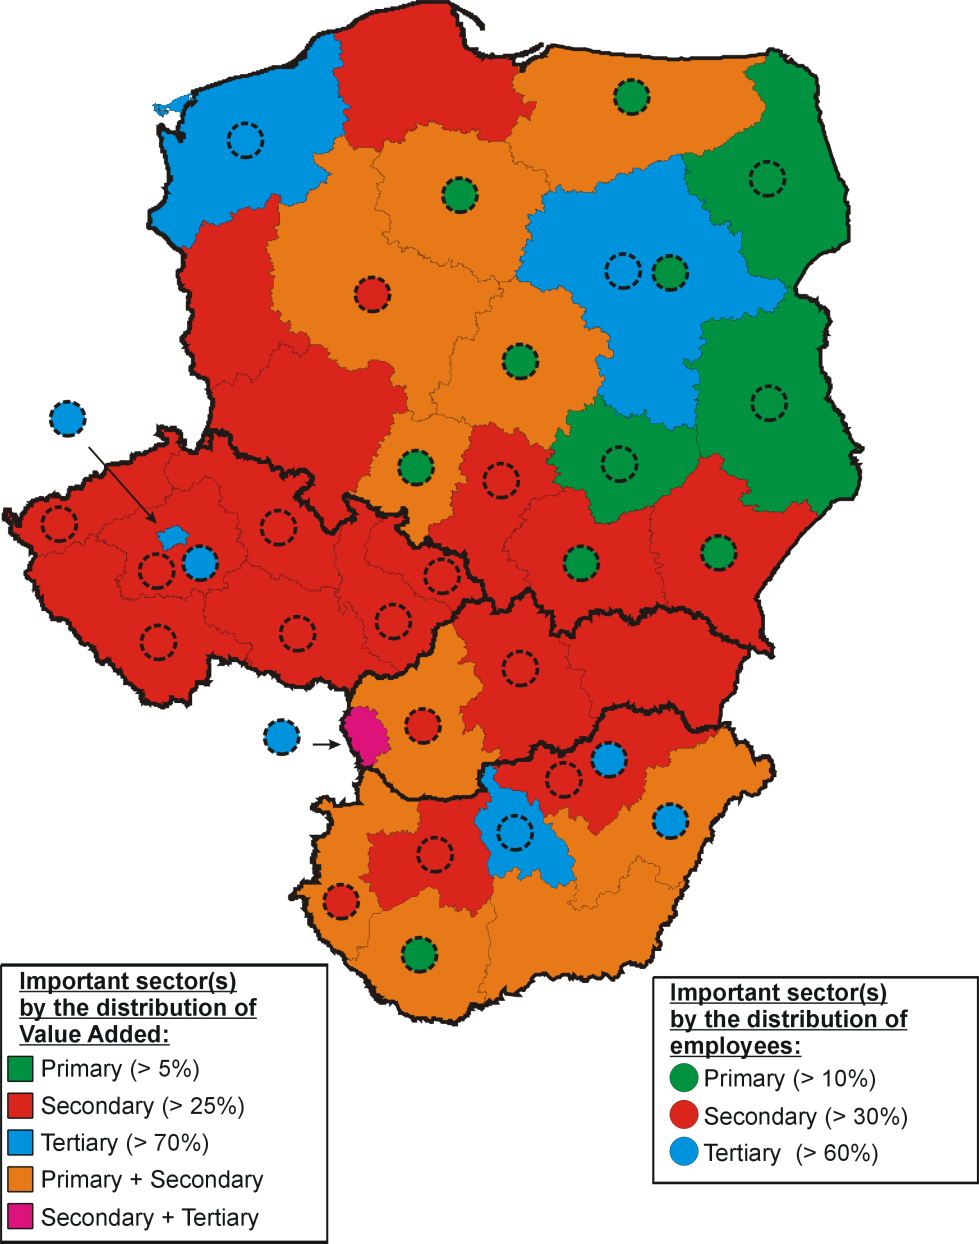 Important sector(s)
by the distribution of
Value Added:
Primary (> 5%)
Secondary (> 25%)
Tertiary (> 70%)
Primary + Secondary
Secondary + Tertiary
Important sector(s)
by the distribution of
employees:
Primary (> 10%)
Secondary (> 30%)
Tertiary (> 60%)